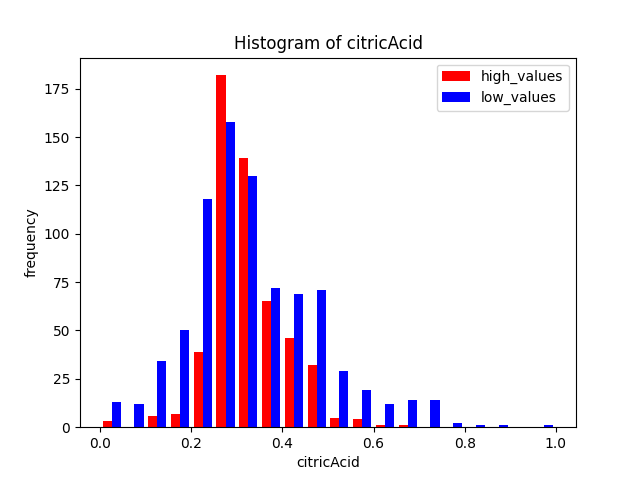 Histogram of citricAcid
high_values
low_values
frequency
175
150
125
100
75
50
25
0
0.0 0.2 0.4 0.6 0.8 1.0
citricAcid